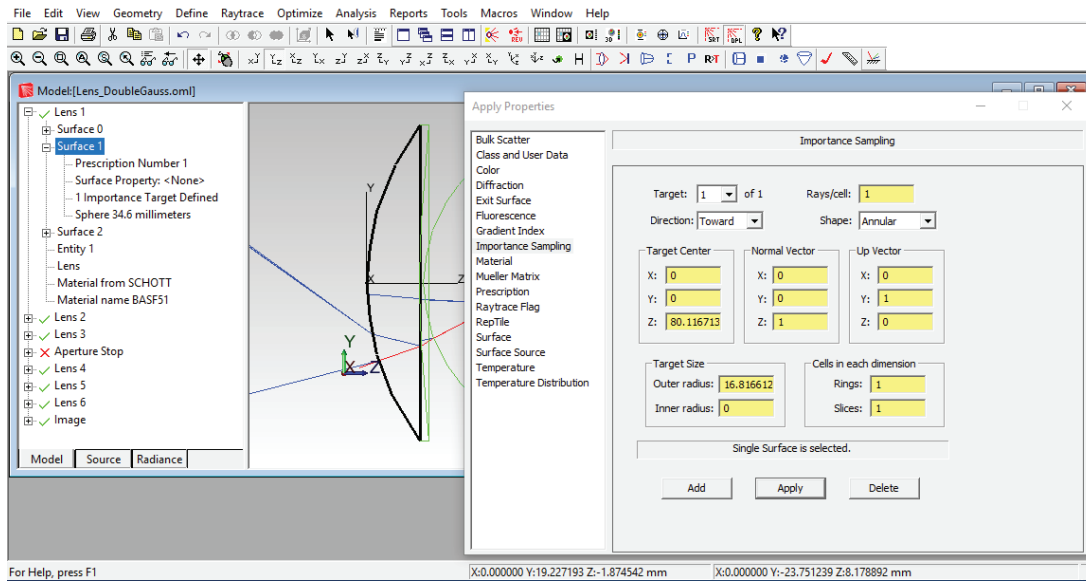 File Edit View Geometry Define Raytrace Optimize Analysis Reports Tools Macros Window Help
Model:[Lens_DoubleGauss.oml]
Lens 1
Surface 0
Surface 1
Prescription Number 1
Surface Property: <None>
1 Importance Target Defined
Sphere 34.6 millimeters
Surface 2
Entity 1
Lens
Material from SCHOTT
Material name BASF51
Lens 2
Lens 3
Aperture Stop
Lens 4
Lens 5
Lens 6
Image
Model Source Radiance
Y
X
Z
Y
X
Z
Apply Properties
Bulk Scatter
Class and User Data
Color
Diffraction
Exit Surface
Fluorescence
Gradient Index
Importance Sampling
Material
Mueller Matrix
Prescription
Raytrace Flag
RepTile
Surface
Surface Source
Temperature
Temperature Distribution
Importance Sampling
Target: 1 of 1 Rays/cell: 1
Direction: Toward Shape: Annular
Target Center Normal Vector Up Vector
X: 0 X: 0 X: 0
Y: 0 Y: 0 Y: 1
Z: 80.116713 Z: 1 Z: 0
Target Size Cells in each dimension
Outer radius: 16.816612 Rings: 1
Inner radius: 0 Slices: 1
Single Surface is selected.
Add Apply Delete
For Help, press F1 X:0.000000 Y:19.227193 Z:-1.874542 mm X:0.000000 Y:-23.751239 Z:8.178892 mm